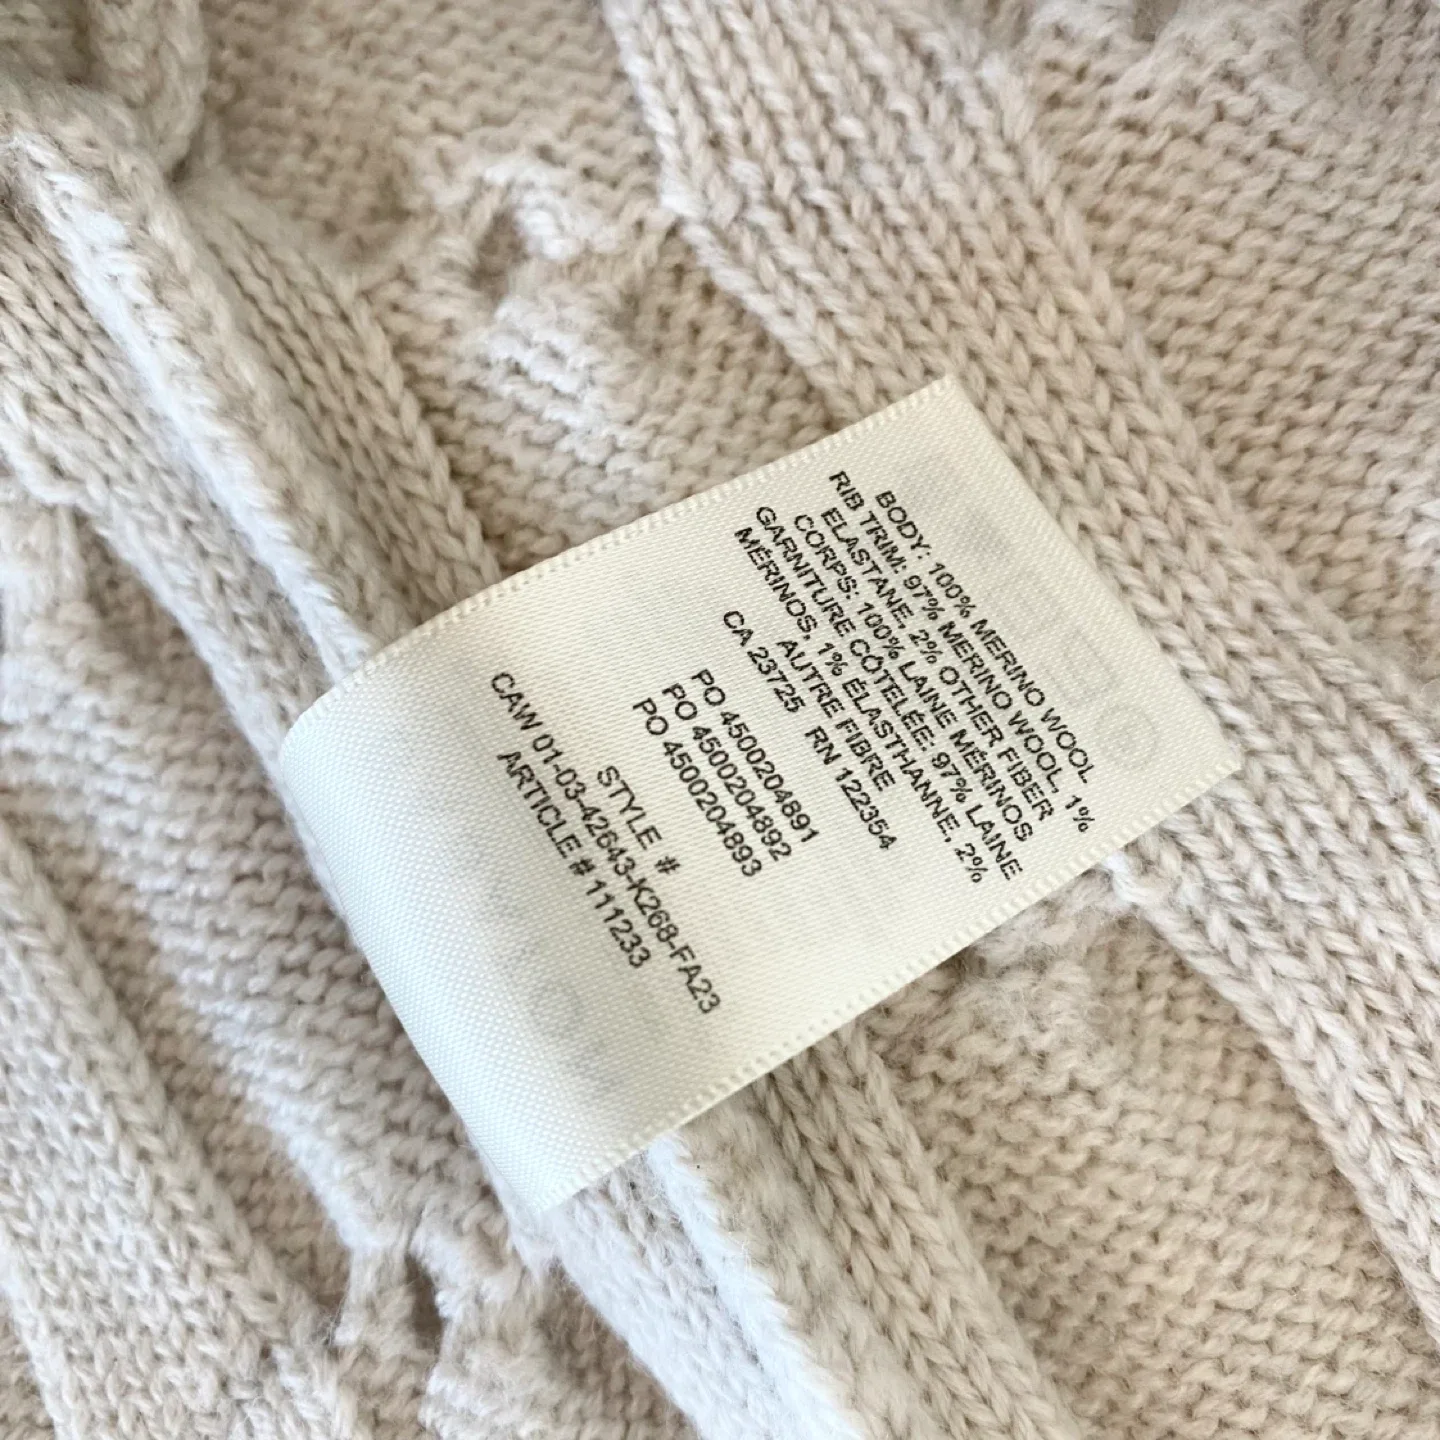 BODY: 100% MERINO WOOL
RIB TRIM: 97% MERINO WOOL, 1%
ELASTANE, 2% OTHER FIBER
CORPS: 100% LAINE MÉRINOS
GARNITURE CÔTELÉE: 97% LAINE
MÉRINOS, 1% ÉLASTHANNE, 2%
AUTRE FIBRE
CA 23725 RN 122354
PO 4500204891
PO 4500204892
PO 4500204893
STYLE #
CAW 01-03-42643-K268-FA23
ARTICLE # 111233